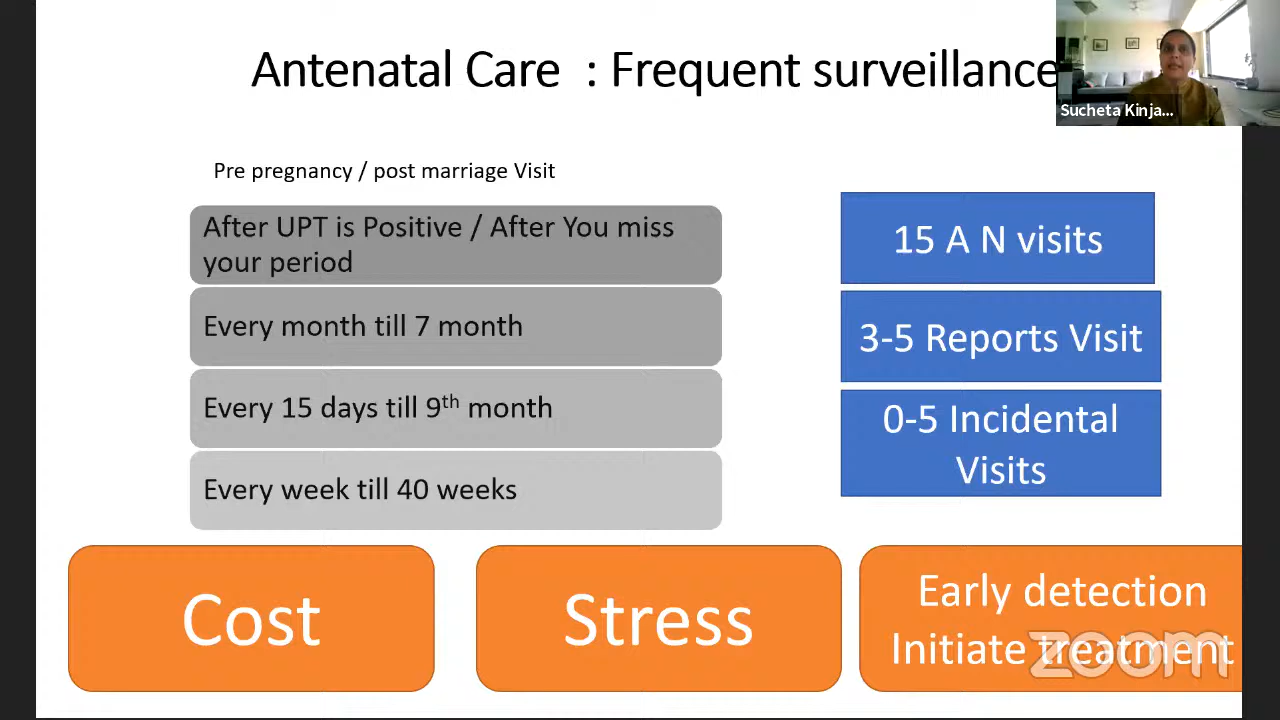 Antenatal Care : Frequent surveillance
Sucheta Kinja...
Pre pregnancy / post marriage Visit
After UPT is Positive / After You miss
your period
Every month till 7 month
Every 15 days till 9th month
Every week till 40 weeks
15 A N visits
3-5 Reports Visit
0-5 Incidental
Visits
Cost
Stress
Early detection
Initiate treatment
zoom